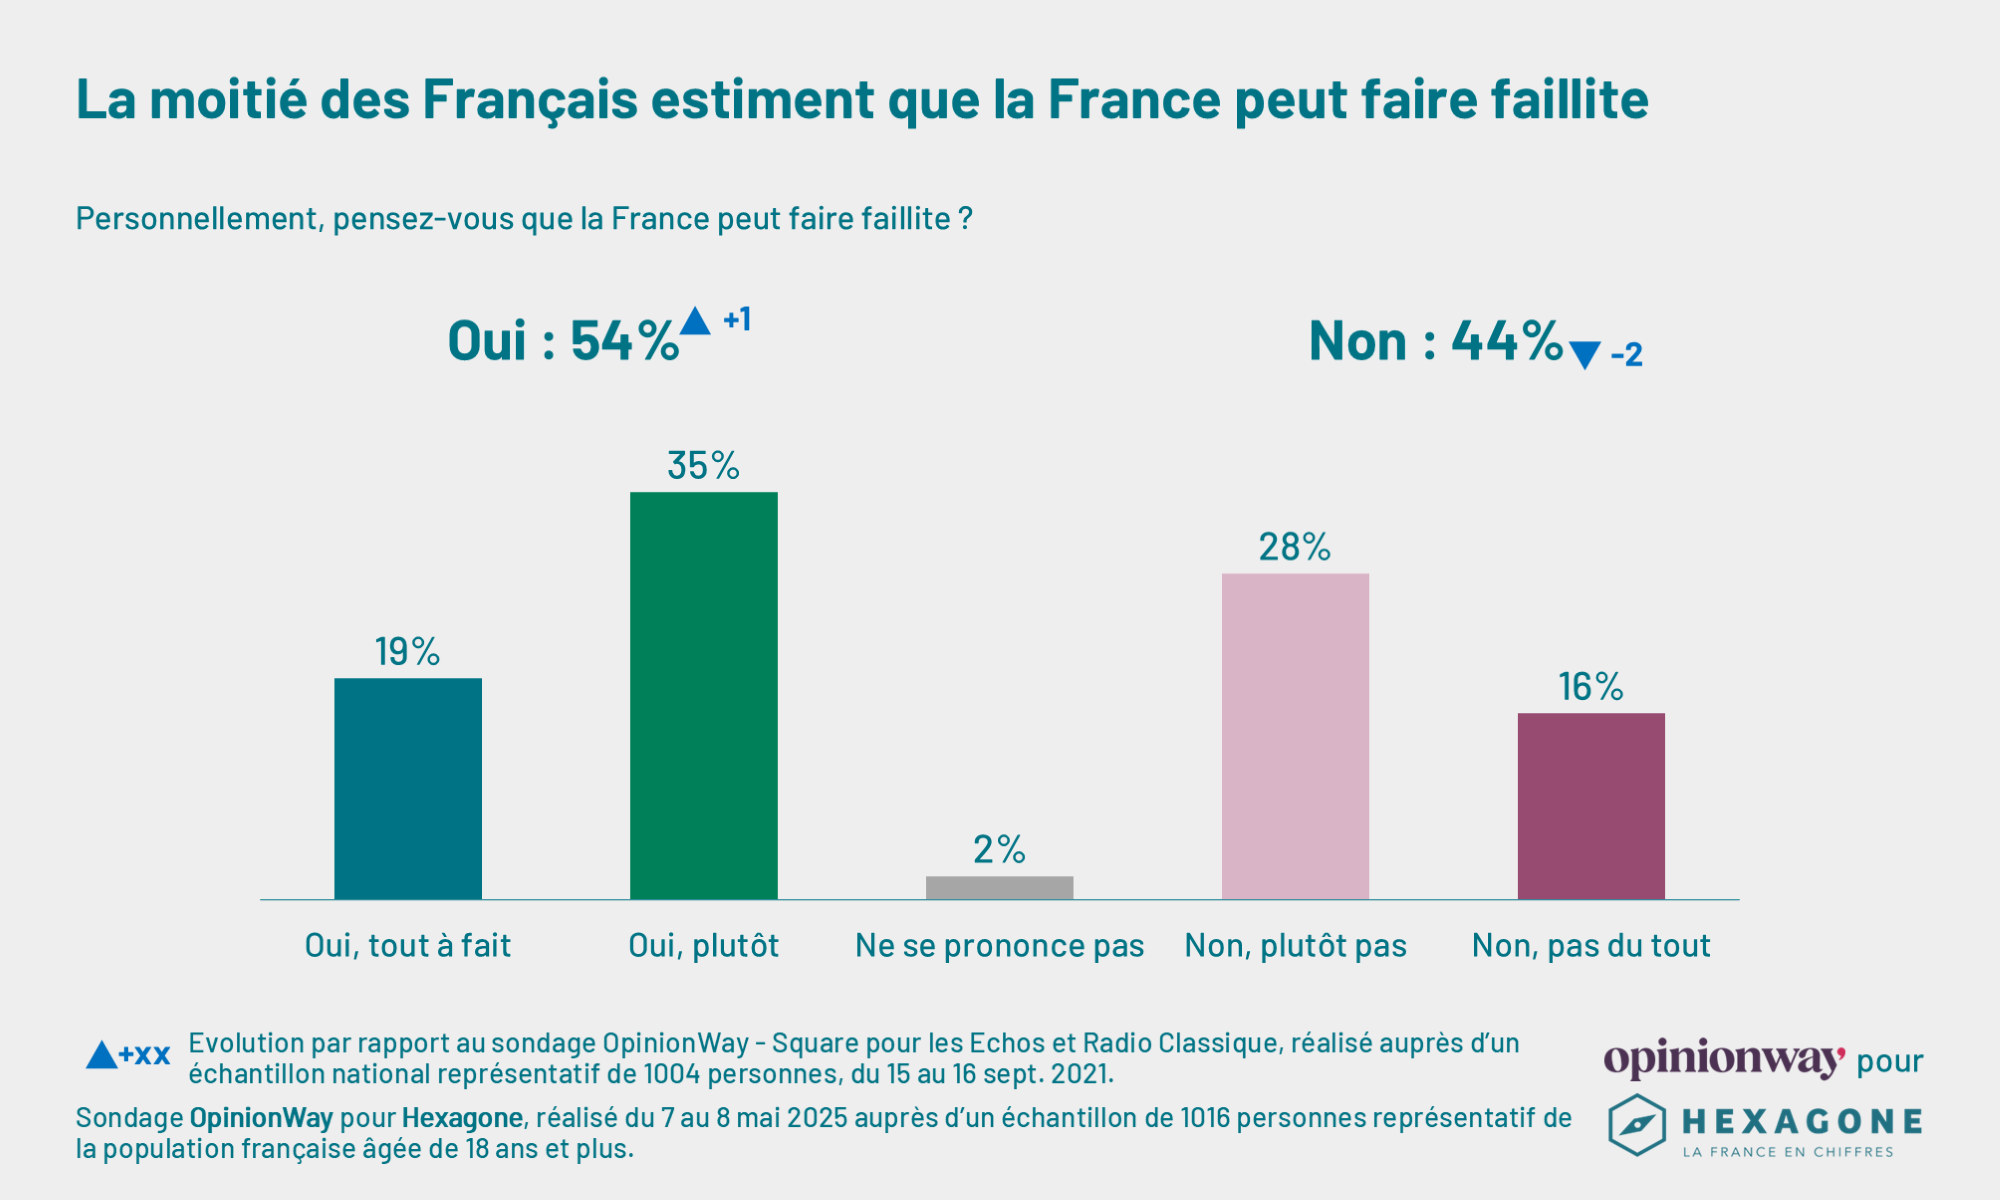 La moitié des Français estiment que la France peut faire faillite
Personnellement, pensez-vous que la France peut faire faillite ?
Oui : 54% ▲ +1
Non : 44% ▼ -2
19%
35%
2%
28%
16%
Oui, tout à fait
Oui, plutôt
Ne se prononce pas
Non, plutôt pas
Non, pas du tout
▲+xx
Evolution par rapport au sondage OpinionWay - Square pour les Echos et Radio Classique, réalisé auprès d’un
échantillon national représentatif de 1004 personnes, du 15 au 16 sept. 2021.
Sondage OpinionWay pour Hexagone, réalisé du 7 au 8 mai 2025 auprès d’un échantillon de 1016 personnes représentatif de
la population française âgée de 18 ans et plus.
opinionway pour
HEXAGONE
LA FRANCE EN CHIFFRES